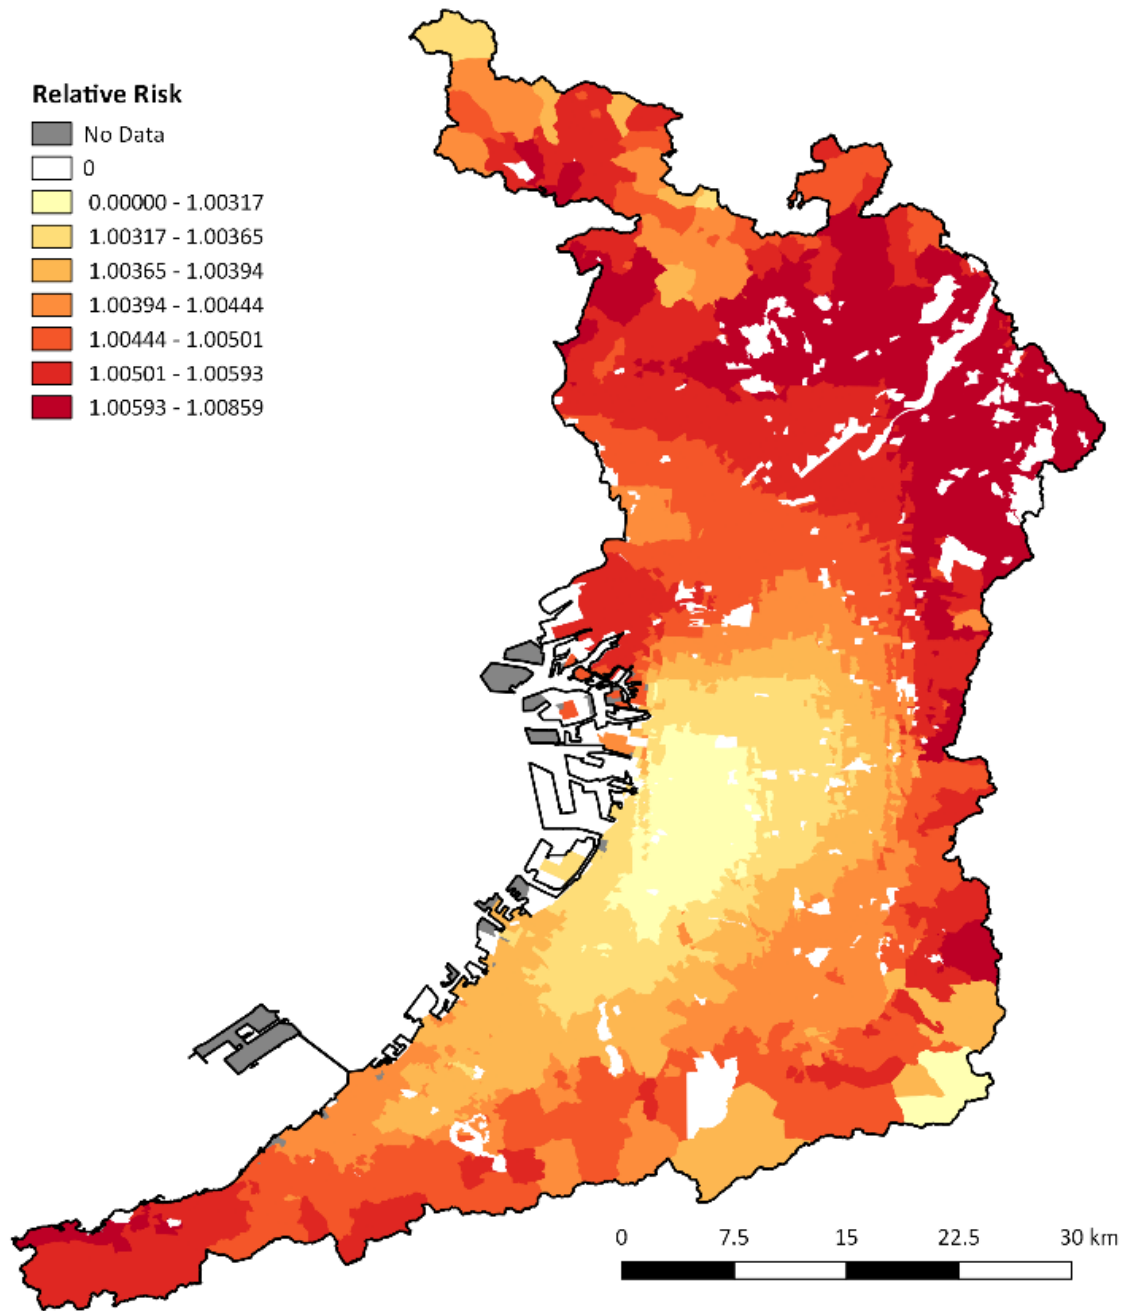 Relative Risk
No Data
0
0.00000 - 1.00317
1.00317 - 1.00365
1.00365 - 1.00394
1.00394 - 1.00444
1.00444 - 1.00501
1.00501 - 1.00593
1.00593 - 1.00859
0 7.5 15 22.5 30 km